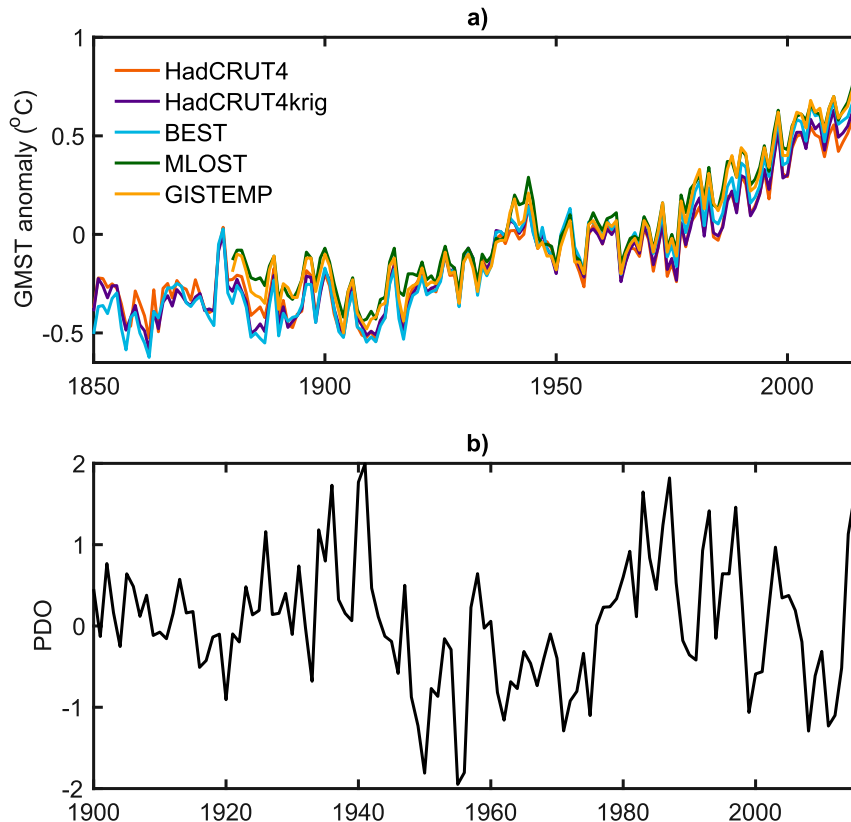 a)
1
0.5
0
-0.5
GMST anomaly (°C)
HadCRUT4
HadCRUT4krig
BEST
MLOST
GISTEMP
1850
1900
1950
2000
b)
2
1
0
-1
-2
PDO
1900
1920
1940
1960
1980
2000